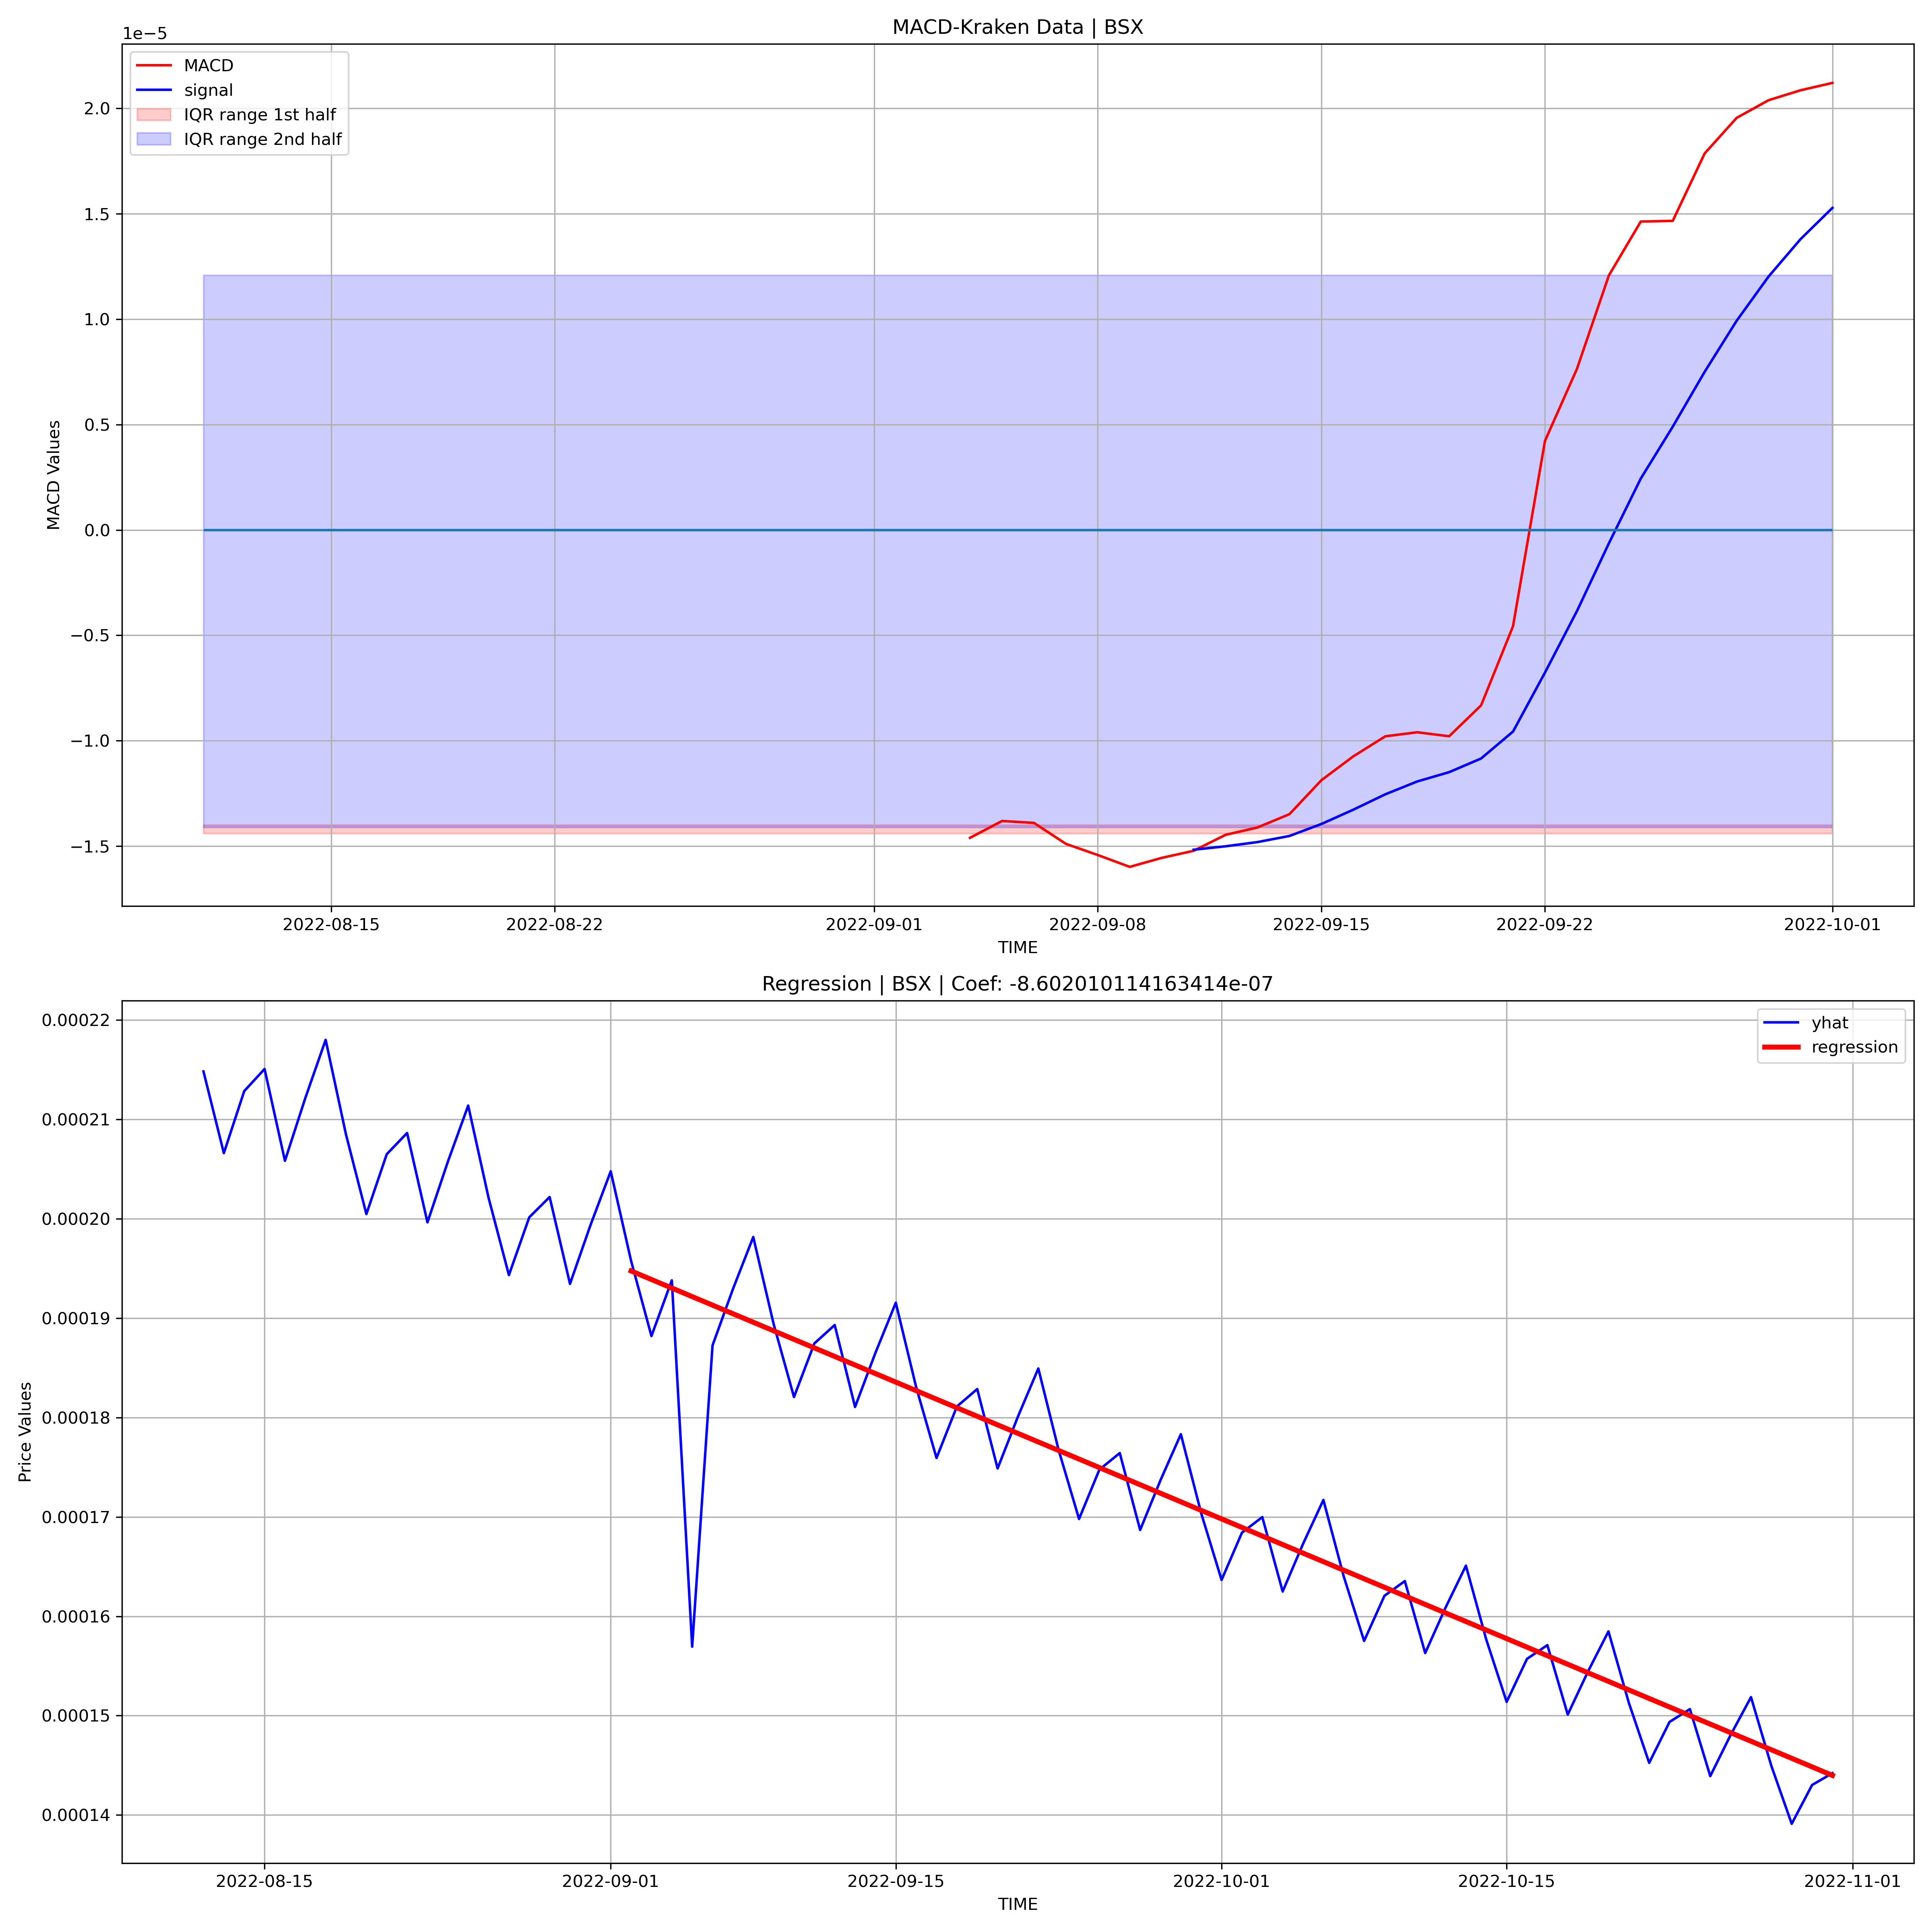 MACD-Kraken Data | BSX
1e−5
MACD
signal
IQR range 1st half
IQR range 2nd half
2.0
1.5
1.0
0.5
0.0
−0.5
−1.0
−1.5
MACD Values
2022-08-15 2022-08-22 2022-09-01 2022-09-08 2022-09-15 2022-09-22 2022-10-01
TIME
Regression | BSX | Coef: -8.602010114163414e-07
yhat
regression
0.00022
0.00021
0.00020
0.00019
0.00018
0.00017
0.00016
0.00015
0.00014
Price Values
2022-08-15 2022-09-01 2022-09-15 2022-10-01 2022-10-15 2022-11-01
TIME